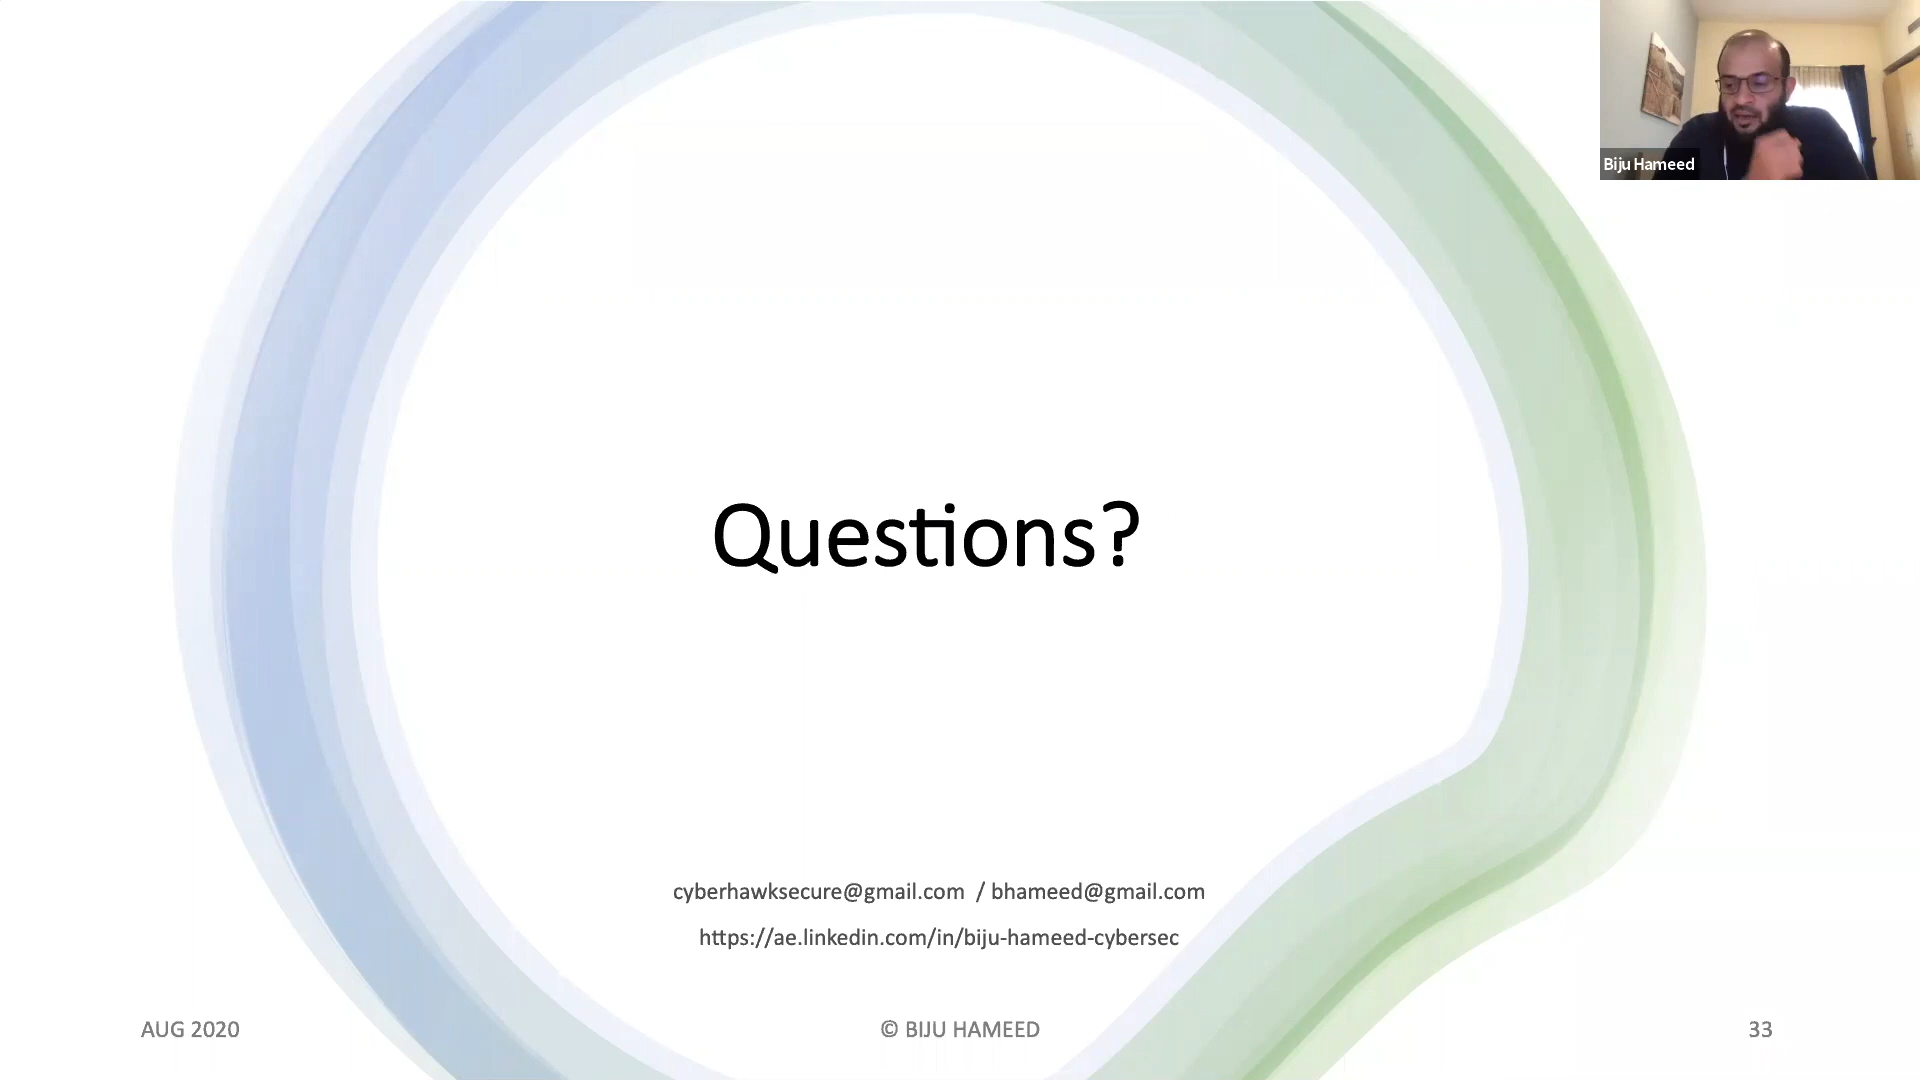 Biju Hameed
Questions?
cyberhawksecure@gmail.com / bhameed@gmail.com
https://ae.linkedin.com/in/biju-hameed-cybersec
AUG 2020
© BIJU HAMEED
33